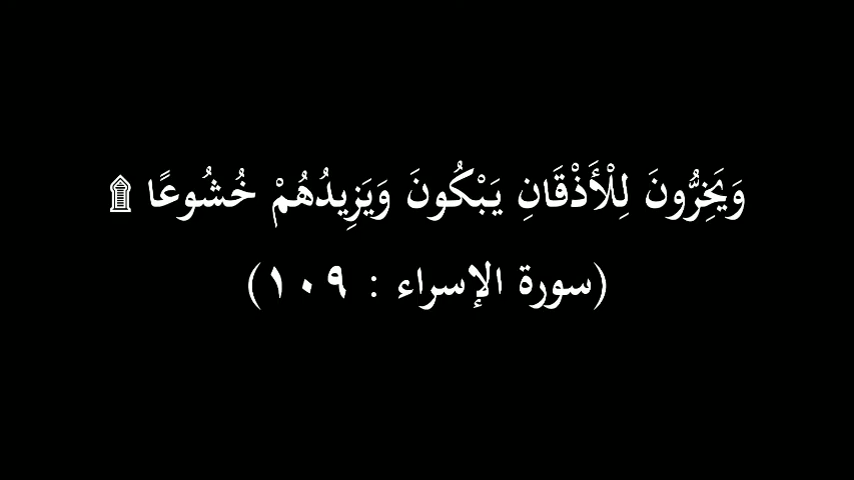 وَيَخِرُّونَ لِلْأَذْقَانِ يَبْكُونَ وَيَزِيدُهُمْ خُشُوعًا ۩
(سورة الإسراء : ١٠٩)